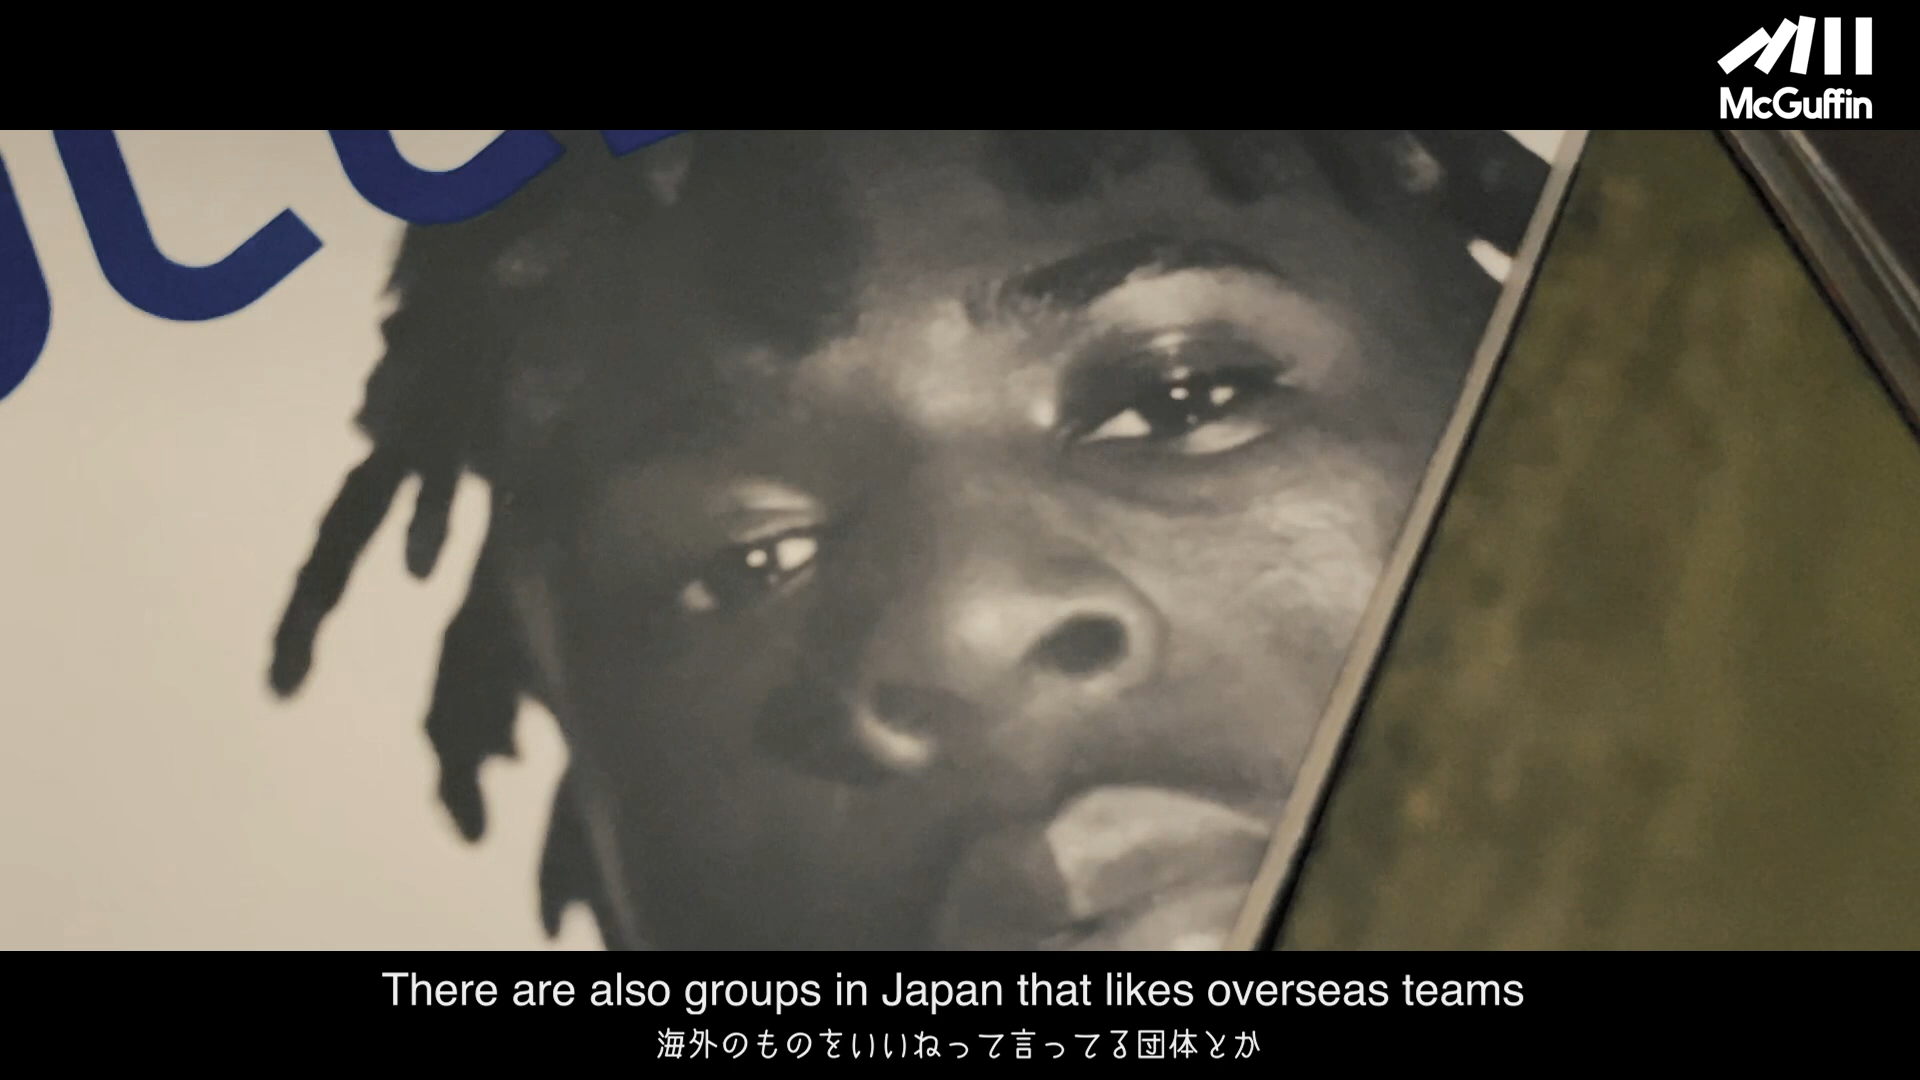 McGuffin
There are also groups in Japan that likes overseas teams
海外のものをいいねって言ってる団体とか